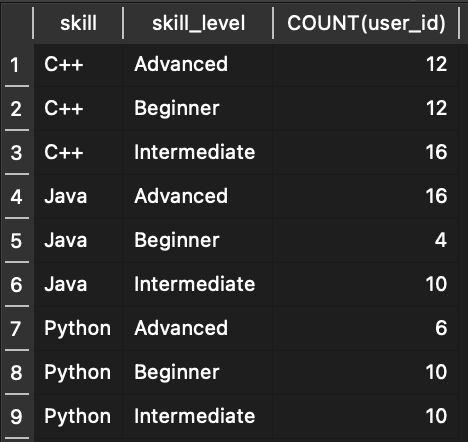 skill skill_level COUNT(user_id)
1 C++ Advanced 12
2 C++ Beginner 12
3 C++ Intermediate 16
4 Java Advanced 16
5 Java Beginner 4
6 Java Intermediate 10
7 Python Advanced 6
8 Python Beginner 10
9 Python Intermediate 10